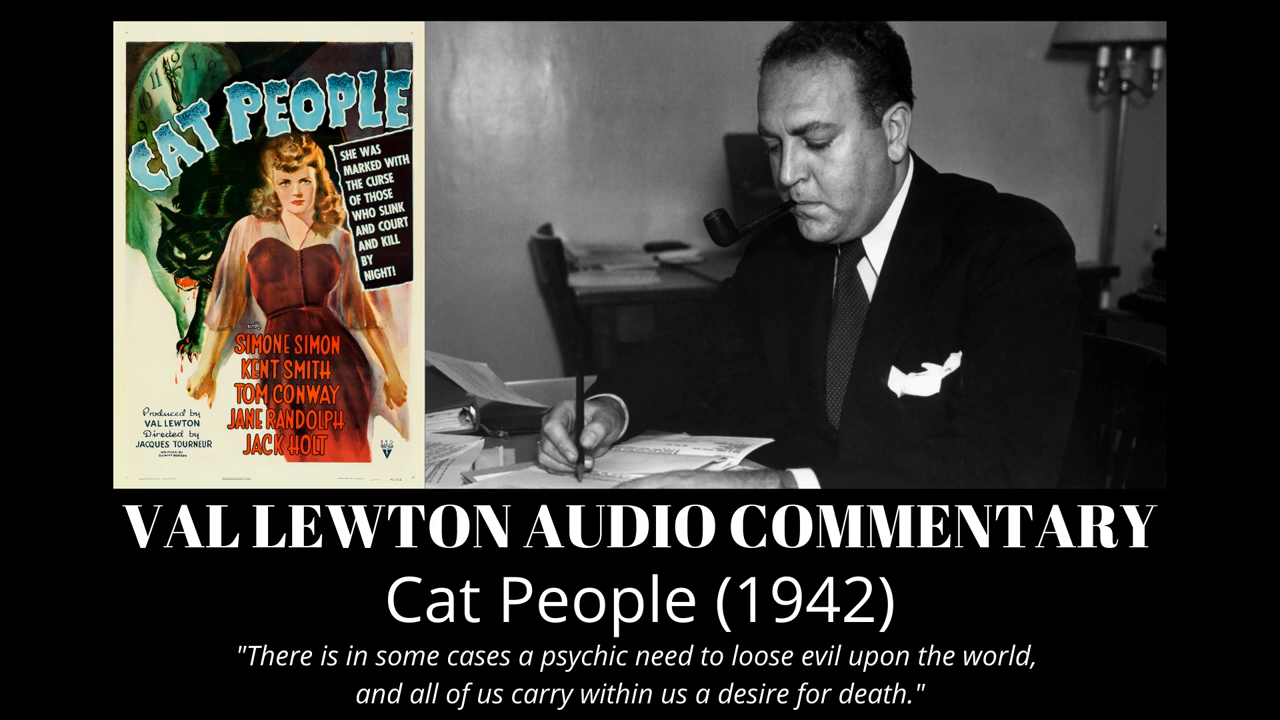 CAT PEOPLE
SHE WAS
MARKED WITH
THE CURSE
OF THOSE
WHO SLINK
AND COURT
AND KILL
BY
NIGHT!
with
SIMONE SIMON
KENT SMITH
TOM CONWAY
JANE RANDOLPH
JACK HOLT
Produced by
VAL LEWTON
Directed by
JACQUES TOURNEUR
VAL LEWTON AUDIO COMMENTARY
Cat People (1942)
"There is in some cases a psychic need to loose evil upon the world,
and all of us carry within us a desire for death."